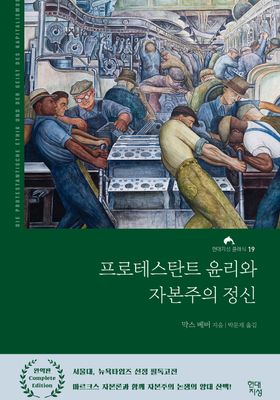 DIE PROTESTANTISCHE ETHIK UND DER GEIST DES KAPITALISMUS
현대지성 클래식 19
프로테스탄트 윤리와
자본주의 정신
막스 베버 지음 | 박문재 옮김
완역판
Complete
Edition
서울대, 뉴욕타임즈 선정 필독고전
마르크스 자본론과 함께 자본주의 논쟁의 양대 산맥!
현대
지성